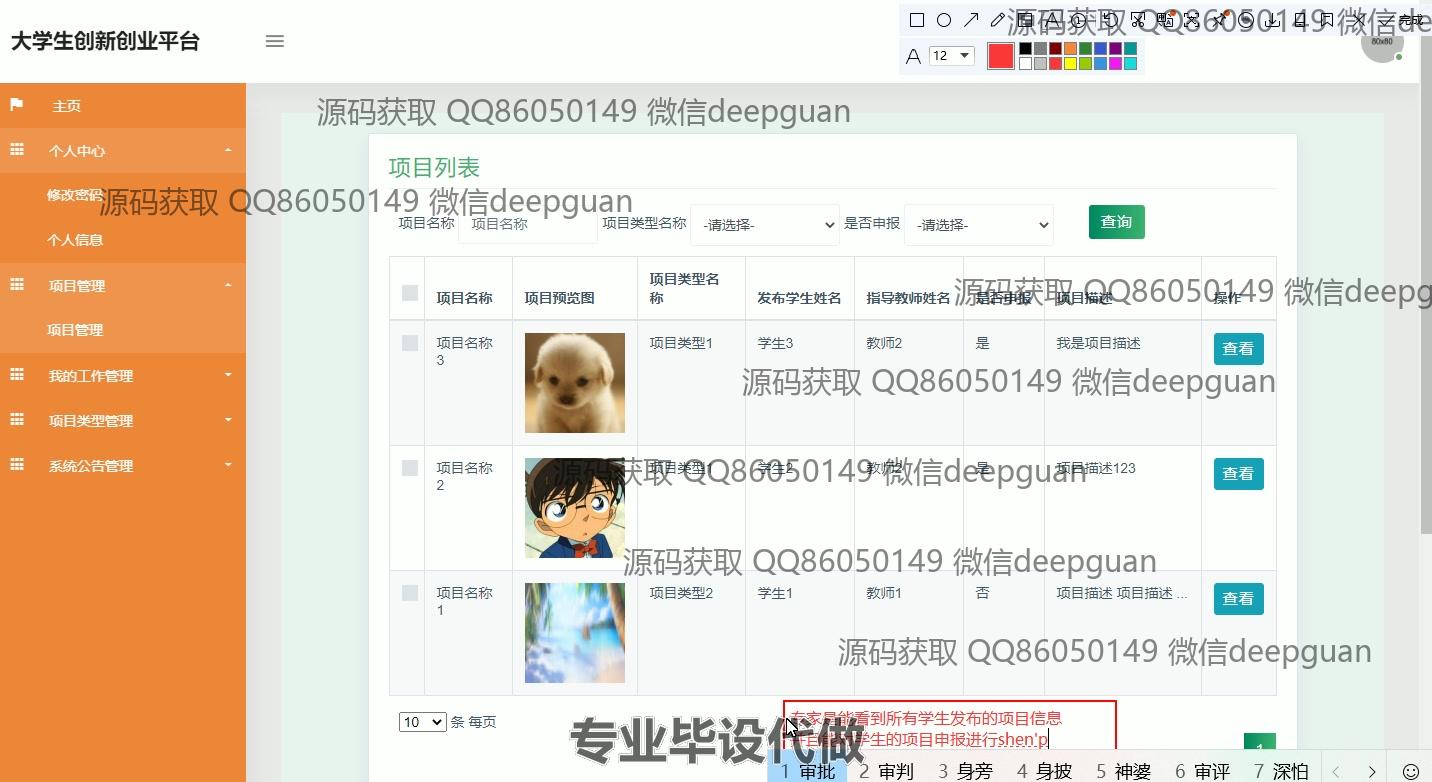 大学生创新创业平台
12
完成
80x80
源码获取 QQ86050149 微信deepguan
主页
个人中心
修改密码
个人信息
项目管理
项目管理
我的工作管理
项目类型管理
系统公告管理
源码获取 QQ86050149 微信deepguan
项目列表
源码获取 QQ86050149 微信deepguan
项目名称 项目名称 项目类型名称 -请选择- 是否申报 -请选择- 查询
项目名称 项目预览图 项目类型名称 发布学生姓名 指导教师姓名 是否申报 项目描述 操作
源码获取 QQ86050149 微信deepg
项目名称3 项目类型1 学生3 教师2 是 我是项目描述 查看
源码获取 QQ86050149 微信deepguan
项目名称2 项目类型1 学生2 教师2 是 项目描述123 查看
源码获取 QQ86050149 微信deepguan
源码获取 QQ86050149 微信deepguan
项目名称1 项目类型2 学生1 教师1 否 项目描述 项目描述 ... 查看
源码获取 QQ86050149 微信deepguan
10 条 每页
专家是能看到所有学生发布的项目信息
并且能对学生的项目申报进行shen'p
专业毕设代做
1
1 审批 2 审判 3 身旁 4 身披 5 神婆 6 审评 7 深怕